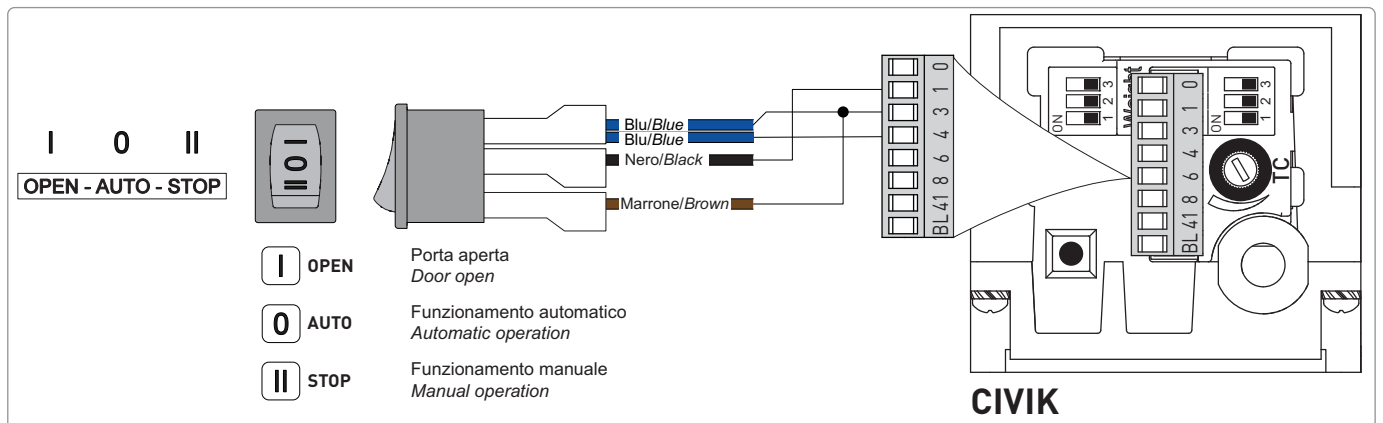 I 0 II
OPEN - AUTO - STOP
I O II
Blu/Blue
Blu/Blue
Nero/Black
Marrone/Brown
0
1
3
4
6
8
41
BL
ON
1 2 3
Weight
0
1
3
4
6
8
41
BL
ON
1 2 3
TC
I OPEN
Porta aperta
Door open
0 AUTO
Funzionamento automatico
Automatic operation
II STOP
Funzionamento manuale
Manual operation
CIVIK